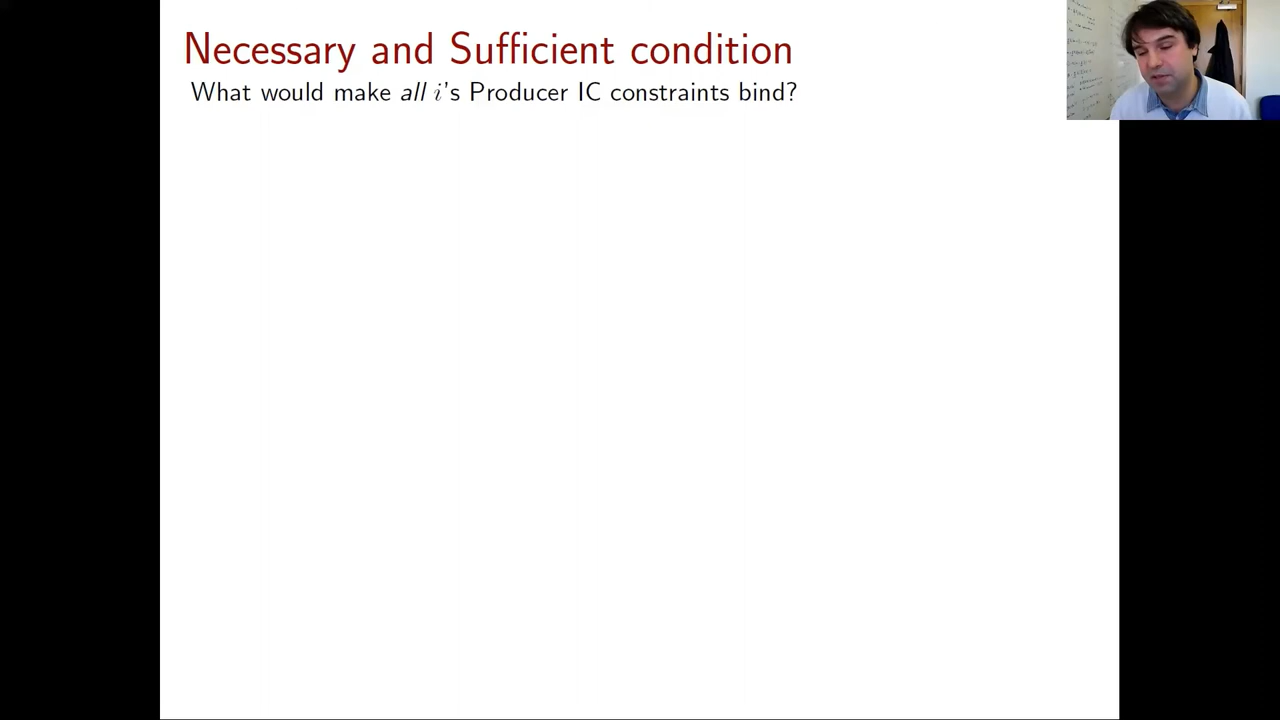 Necessary and Sufficient condition
What would make all i's Producer IC constraints bind?